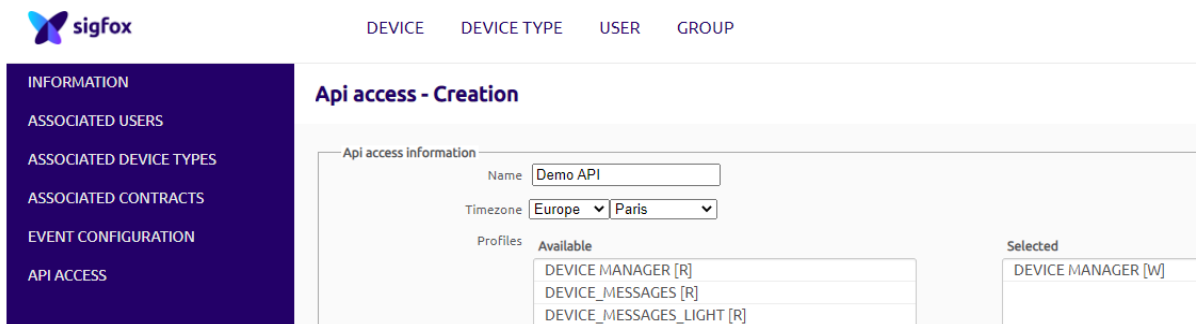 sigfox
DEVICE DEVICE TYPE USER GROUP
INFORMATION
ASSOCIATED USERS
ASSOCIATED DEVICE TYPES
ASSOCIATED CONTRACTS
EVENT CONFIGURATION
API ACCESS
Api access - Creation
Api access information
Name Demo API
Timezone Europe Paris
Profiles Available Selected
DEVICE MANAGER [R] DEVICE MANAGER [W]
DEVICE_MESSAGES [R]
DEVICE_MESSAGES_LIGHT [R]